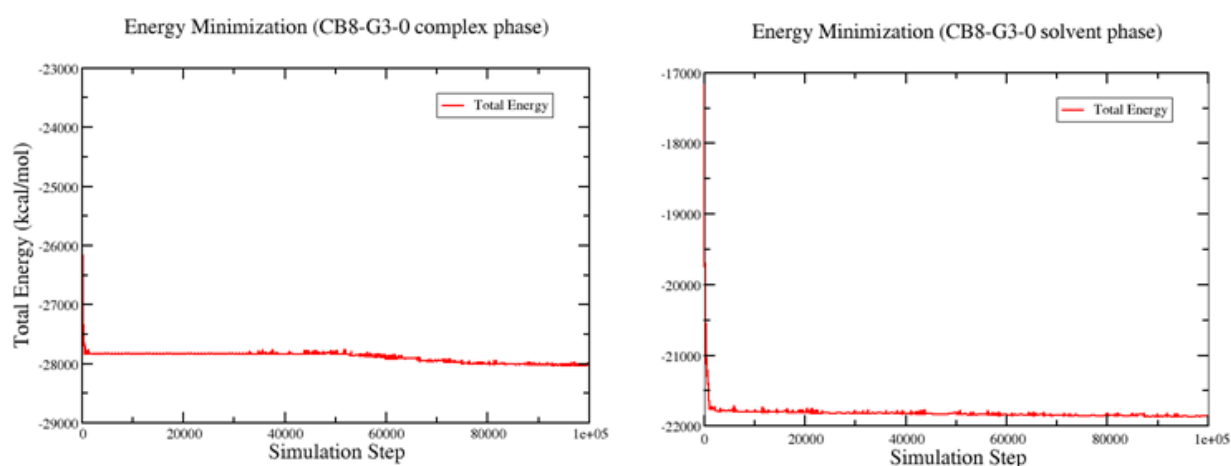 Energy Minimization (CB8-G3-0 complex phase)
Total Energy (kcal/mol)
-23000
-24000
-25000
-26000
-27000
-28000
-29000
Total Energy
0
20000
40000
60000
80000
1e+05
Simulation Step
Energy Minimization (CB8-G3-0 solvent phase)
-17000
-18000
-19000
-20000
-21000
-22000
Total Energy
0
20000
40000
60000
80000
1e+05
Simulation Step